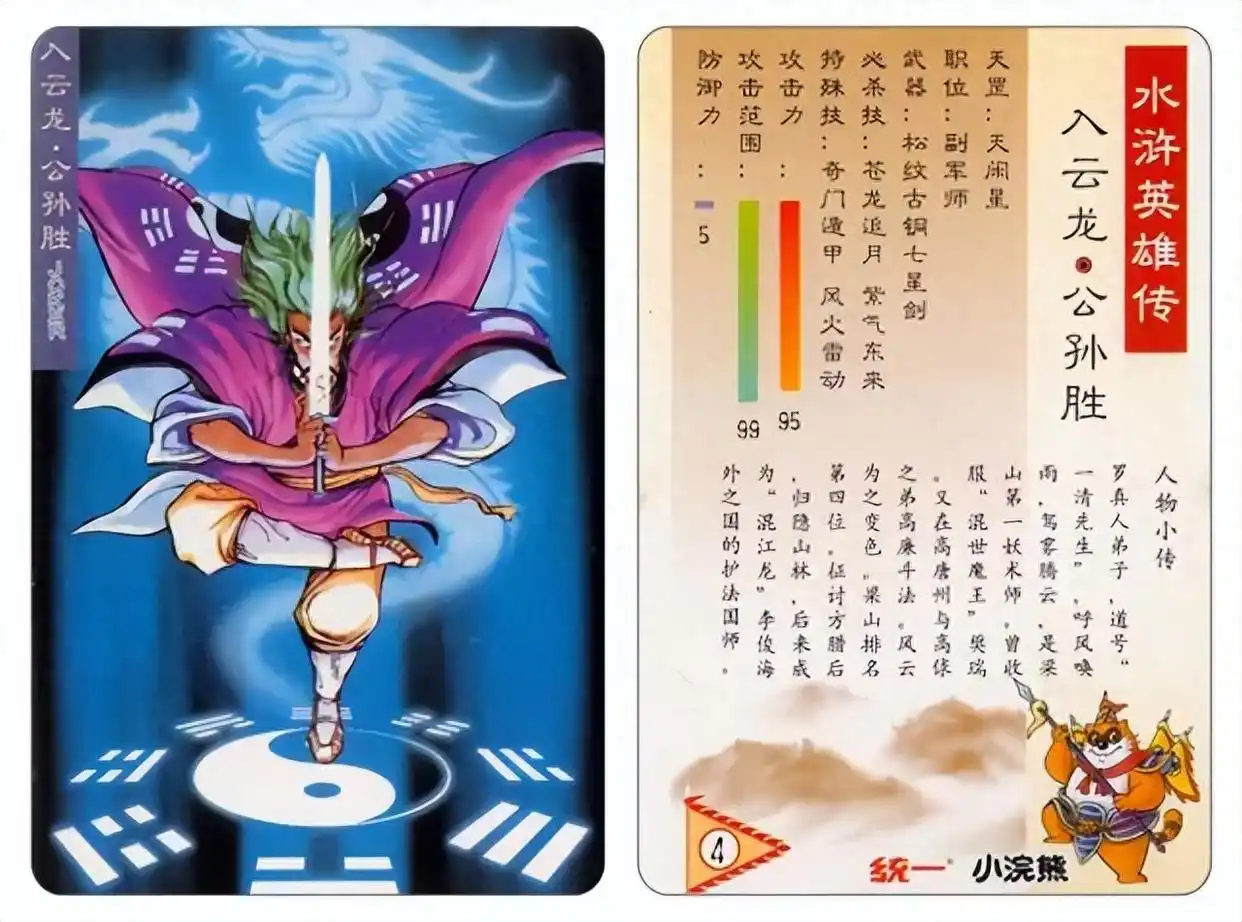 入云龙·公孙胜
水浒英雄传
入云龙·公孙胜
天罡：天闲星
职位：副军师
武器：松纹古铜七星剑
必杀技：苍龙追月 紫气东来
特殊技：奇门遁甲 风火雷动
攻击力：95
攻击范围：99
防御力：5
人物小传
罗真人弟子，道号“
一清先生”，呼风唤
雨，驾雾腾云，是梁
山第一妖术师。曾收
服“混世魔王”樊瑞
。又在高唐州与高俅
之弟高廉斗法。风云
为之变色。梁山排名
第四位。征讨方腊后
，归隐山林，后来成
为“混江龙”李俊海
外之国的护法国师。
4
统一 小浣熊